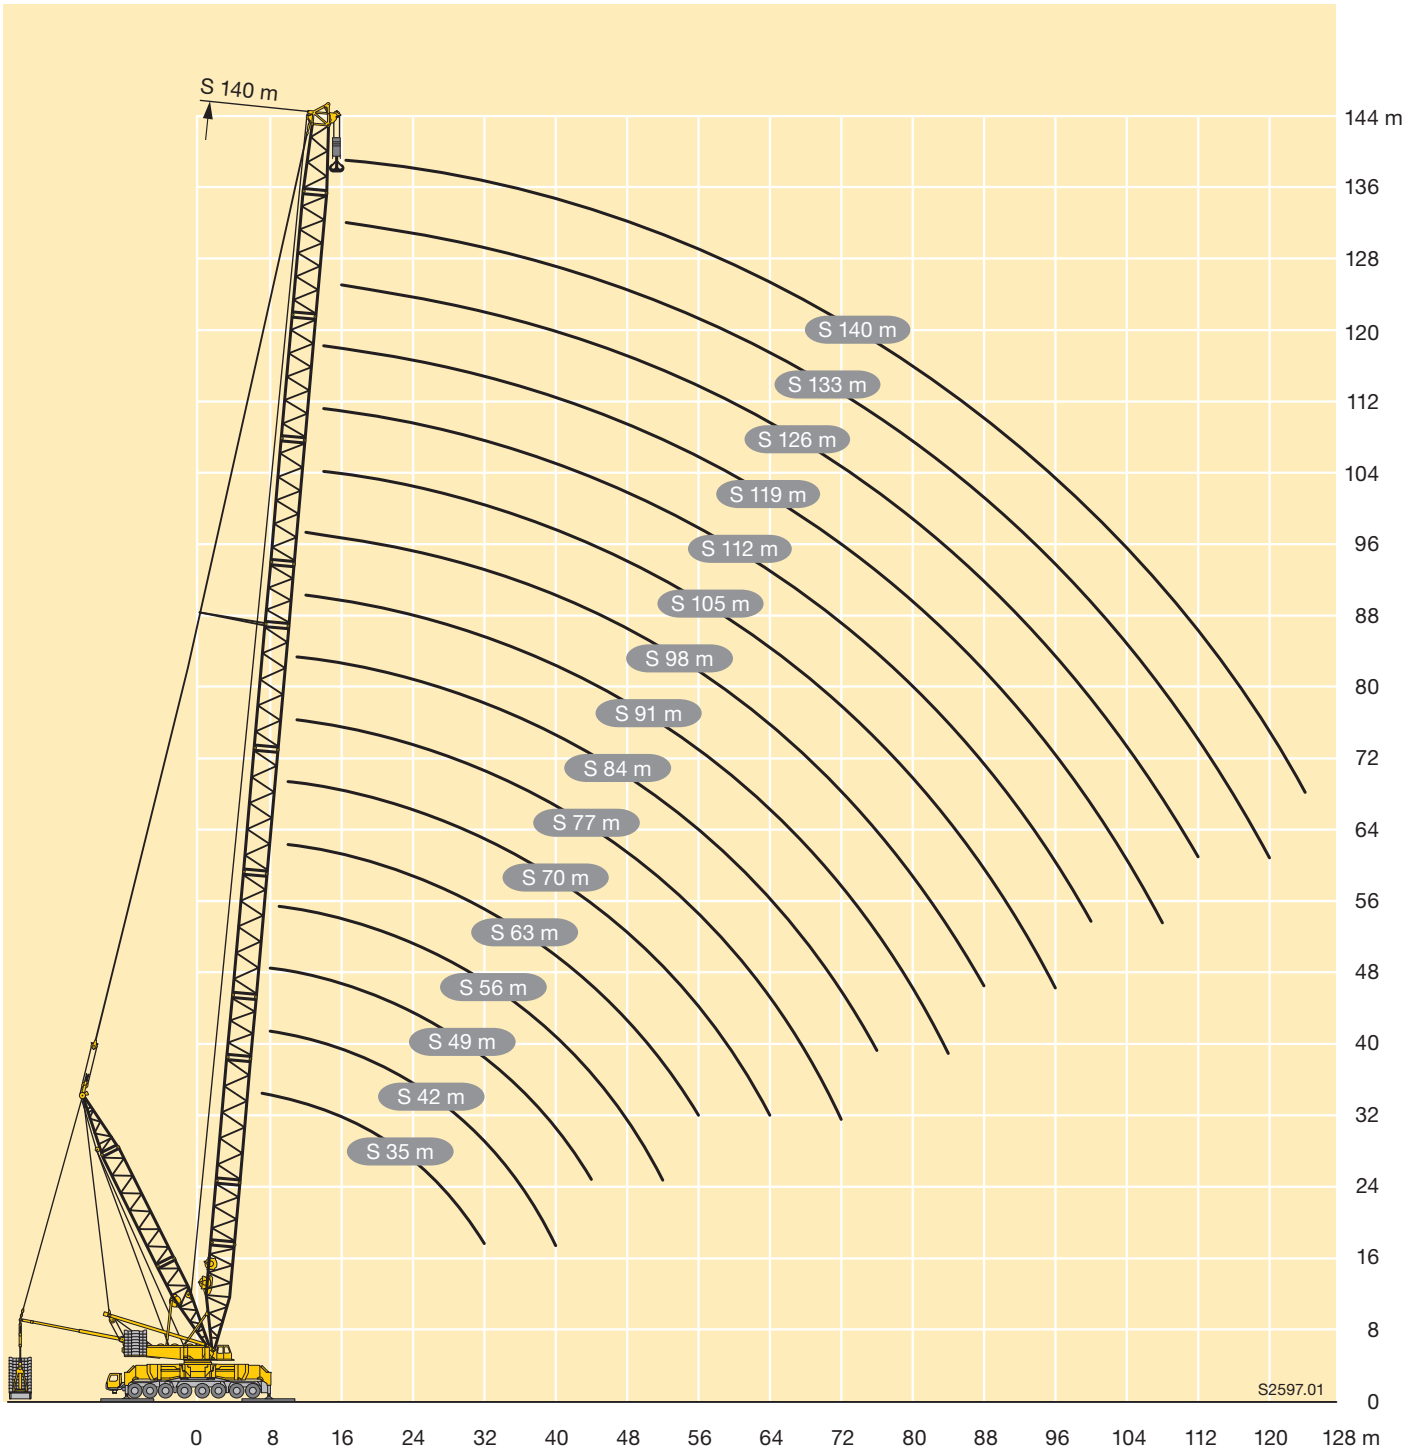 S 140 m
144 m
136
128
S 140 m
120
S 133 m
112
S 126 m
104
S 119 m
96
S 112 m
88
S 105 m
80
S 98 m
72
S 91 m
64
S 84 m
56
S 77 m
48
S 70 m
40
S 63 m
32
S 56 m
24
S 49 m
16
S 42 m
8
S 35 m
0
S2597.01
0 8 16 24 32 40 48 56 64 72 80 88 96 104 112 120 128 m